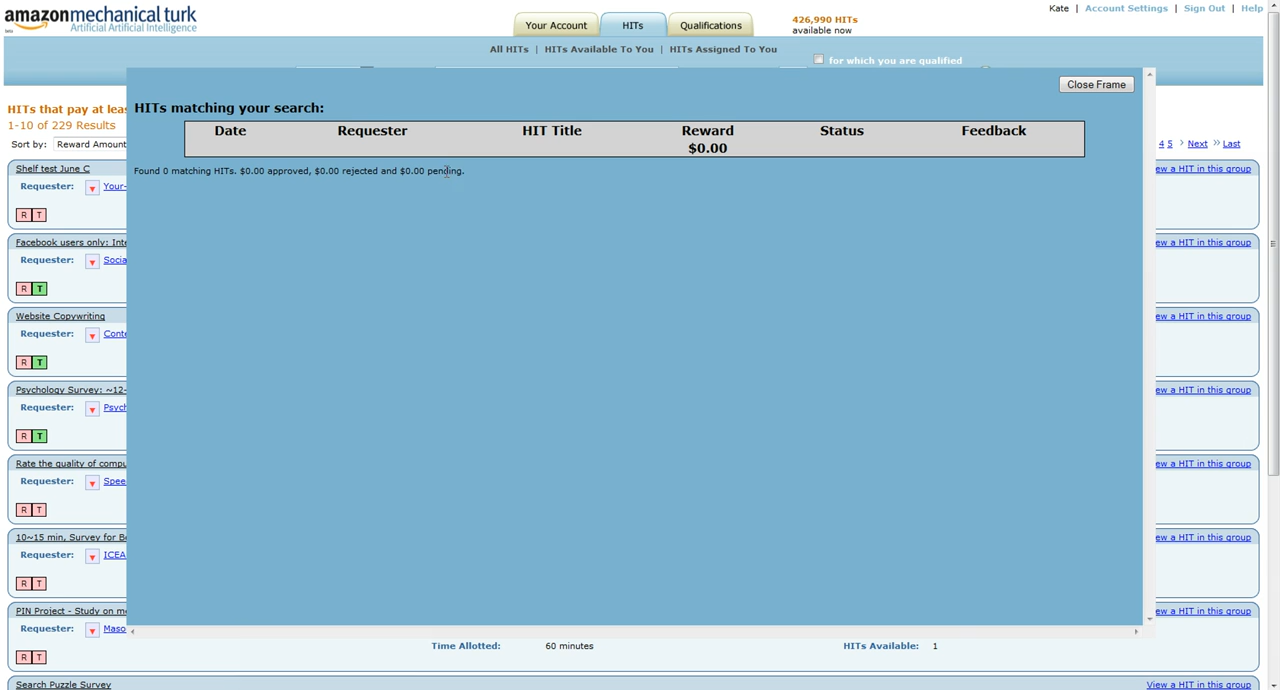 amazonmechanical turk
beta
Artificial Artificial Intelligence
Your Account
HITs
Qualifications
426,990 HITs
available now
Kate | Account Settings | Sign Out | Help
All HITs | HITs Available To You | HITs Assigned To You
for which you are qualified
Close Frame
HITs matching your search:
Date Requester HIT Title Reward Status Feedback
$0.00
Found 0 matching HITs. $0.00 approved, $0.00 rejected and $0.00 pending.
HITs that pay at leas
1-10 of 229 Results
Sort by: Reward Amount
4 5 › Next » Last
Shelf test June C
ew a HIT in this group
Requester: Your-
R T
Facebook users only: Inte
ew a HIT in this group
Requester: Socia
R T
Website Copywriting
ew a HIT in this group
Requester: Conte
R T
Psychology Survey: ~12-
ew a HIT in this group
Requester: Psych
R T
Rate the quality of compu
ew a HIT in this group
Requester: Spee
R T
10~15 min, Survey for Be
ew a HIT in this group
Requester: ICEA
R T
PIN Project - Study on me
ew a HIT in this group
Requester: Maso
R T
Time Allotted: 60 minutes
HITs Available: 1
Search Puzzle Survey
View a HIT in this group